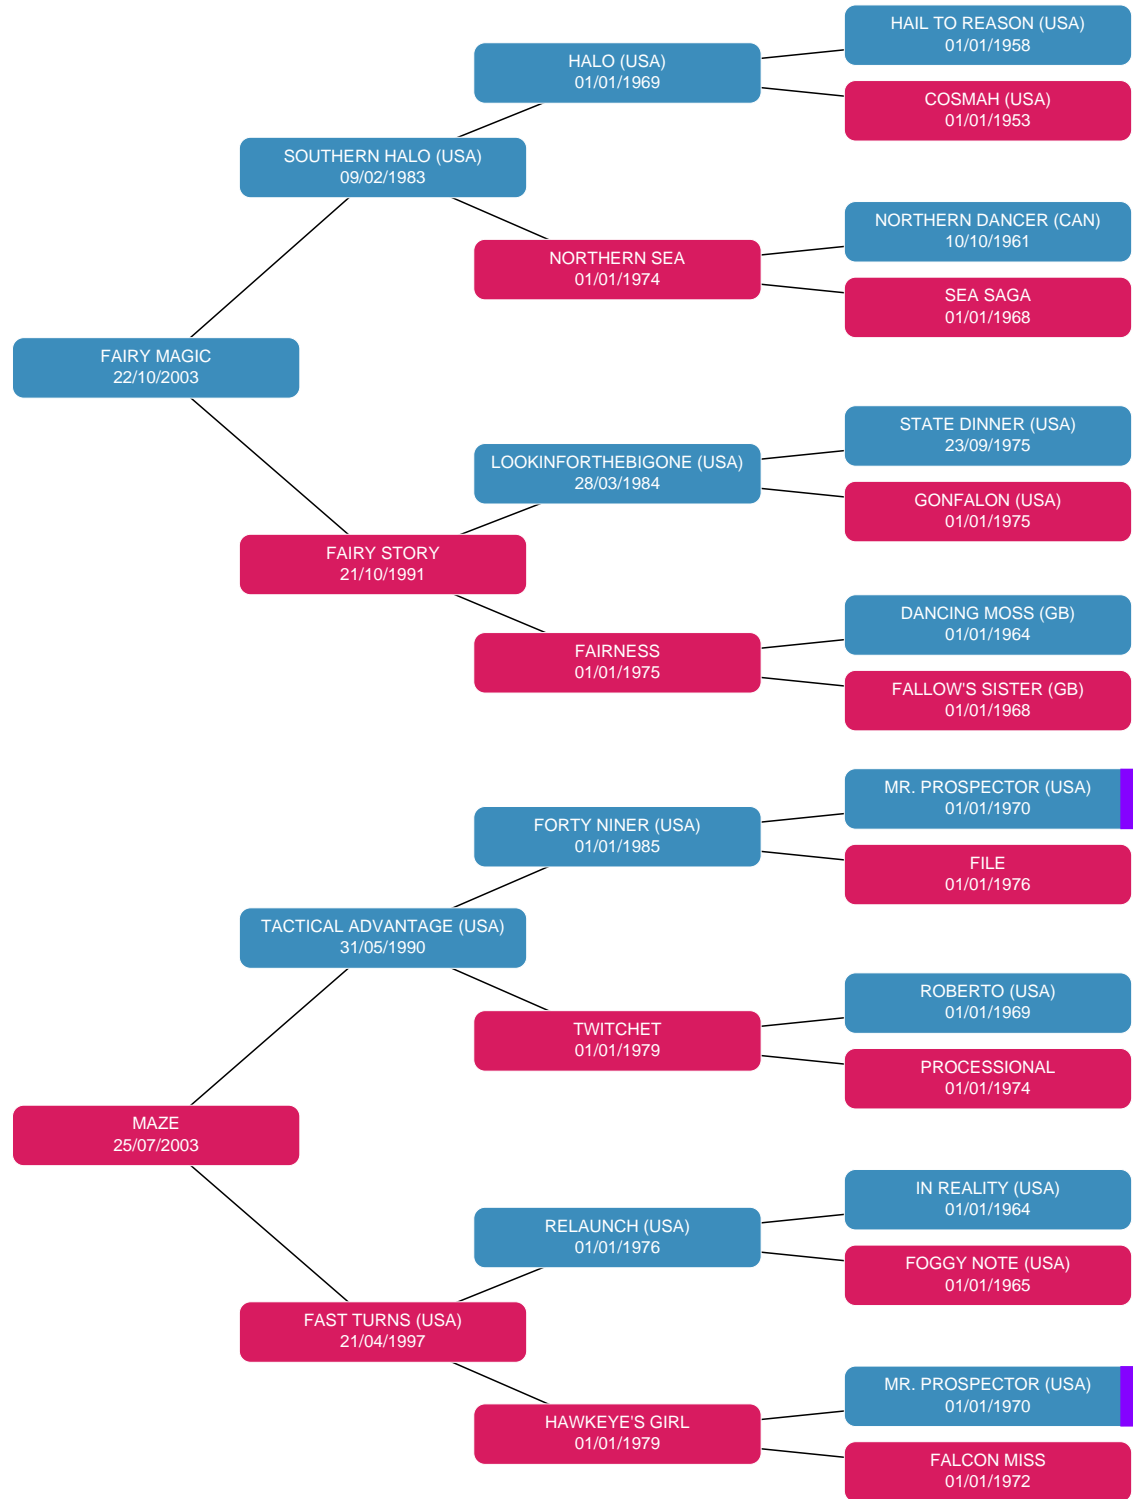 HAIL TO REASON (USA)
01/01/1958
HALO (USA)
01/01/1969
COSMAH (USA)
01/01/1953
SOUTHERN HALO (USA)
09/02/1983
NORTHERN DANCER (CAN)
10/10/1961
NORTHERN SEA
01/01/1974
SEA SAGA
01/01/1968
FAIRY MAGIC
22/10/2003
STATE DINNER (USA)
23/09/1975
LOOKINFORTHEBIGONE (USA)
28/03/1984
GONFALON (USA)
01/01/1975
FAIRY STORY
21/10/1991
DANCING MOSS (GB)
01/01/1964
FAIRNESS
01/01/1975
FALLOW'S SISTER (GB)
01/01/1968
MR. PROSPECTOR (USA)
01/01/1970
FORTY NINER (USA)
01/01/1985
FILE
01/01/1976
TACTICAL ADVANTAGE (USA)
31/05/1990
ROBERTO (USA)
01/01/1969
TWITCHET
01/01/1979
PROCESSIONAL
01/01/1974
MAZE
25/07/2003
IN REALITY (USA)
01/01/1964
RELAUNCH (USA)
01/01/1976
FOGGY NOTE (USA)
01/01/1965
FAST TURNS (USA)
21/04/1997
MR. PROSPECTOR (USA)
01/01/1970
HAWKEYE'S GIRL
01/01/1979
FALCON MISS
01/01/1972